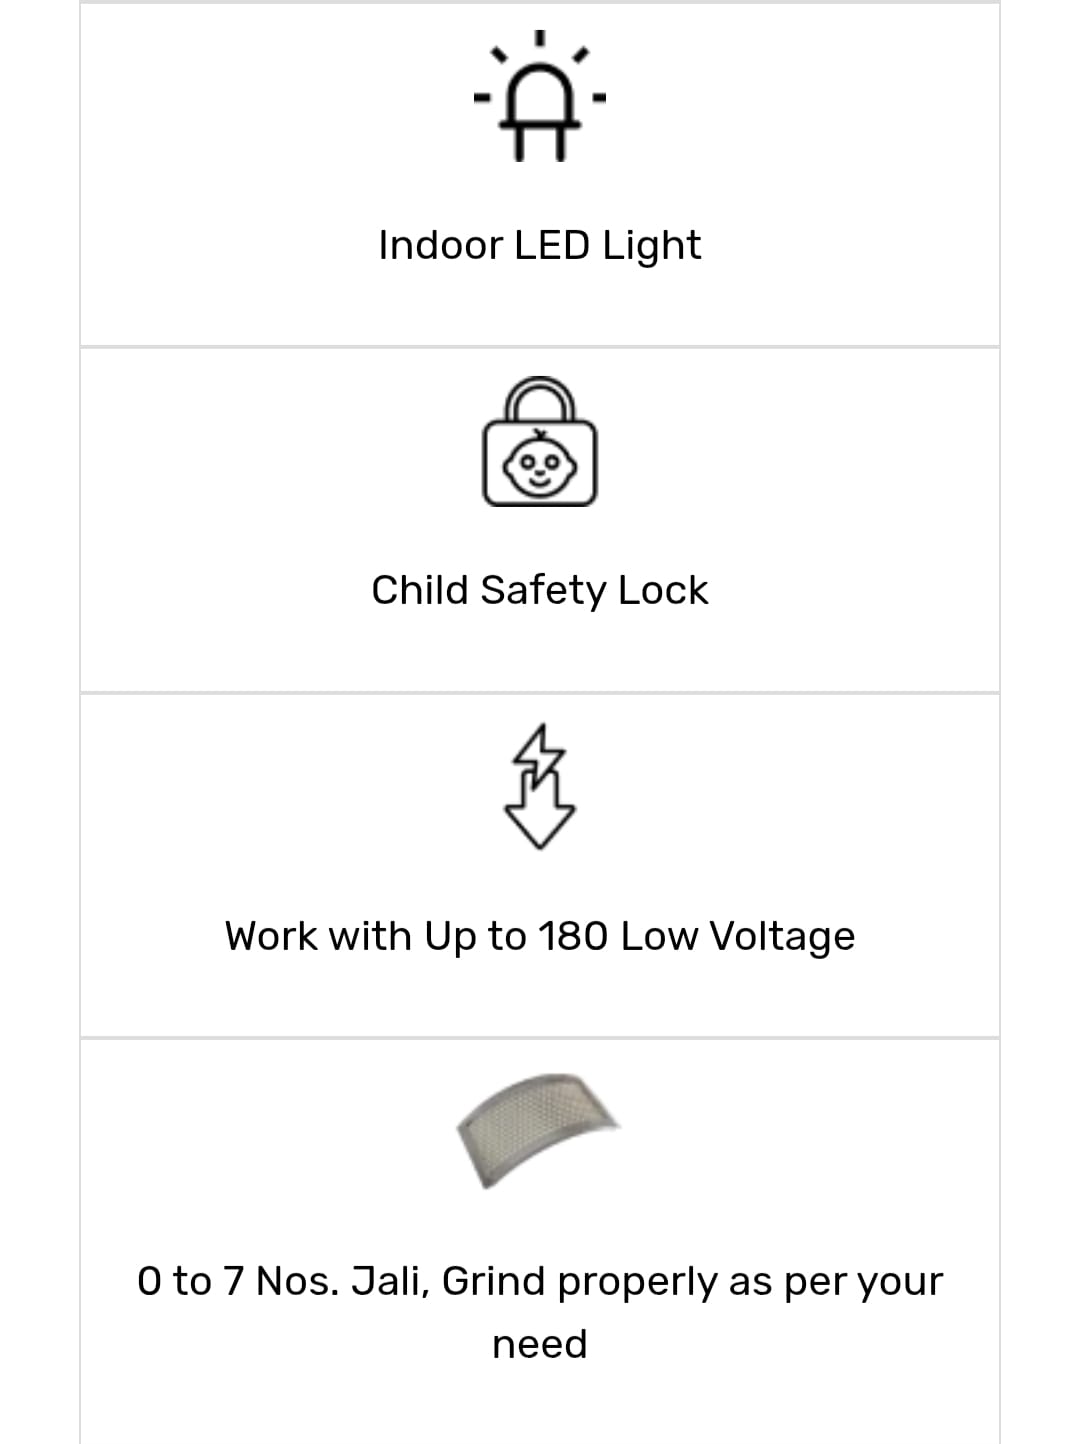 Indoor LED Light
Child Safety Lock
Work with Up to 180 Low Voltage
0 to 7 Nos. Jali, Grind properly as per your
need